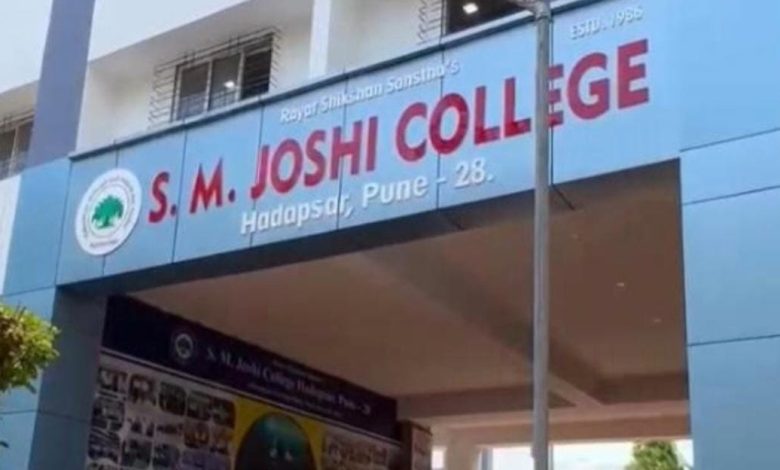 ESTD. 1986
Rayat Shikshan Sanstha's
S. M. JOSHI COLLEGE
Hadapsar, Pune - 28.
S. M. Joshi College Hadapsar, Pune - 28